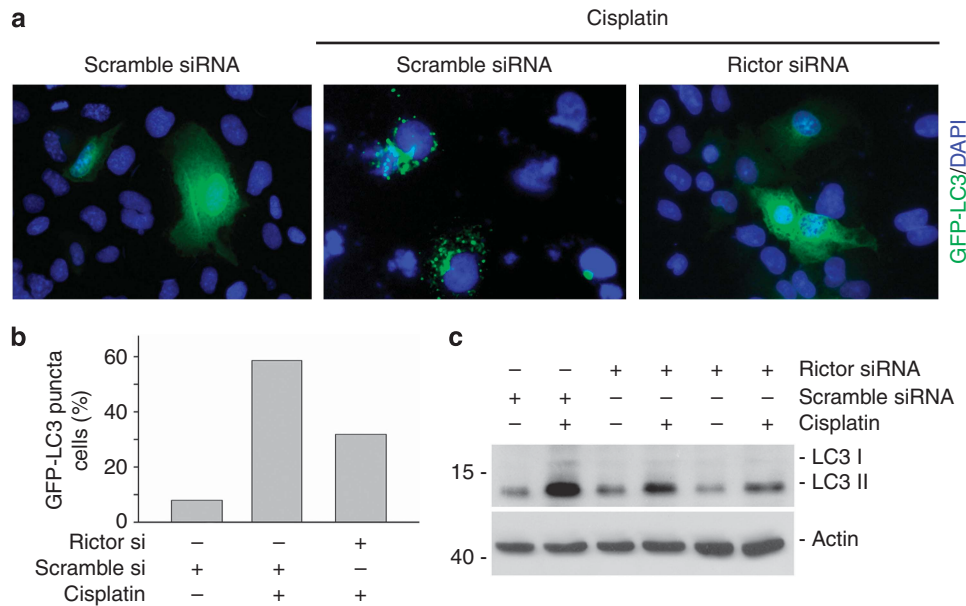 a
Cisplatin
Scramble siRNA
Scramble siRNA
Rictor siRNA
GFP-LC3/DAPI
b
GFP-LC3 puncta
cells (%)
60
40
20
0
Rictor si – – +
Scramble si + + –
Cisplatin – + +
c
– – + + + + Rictor siRNA
+ + – – – – Scramble siRNA
– + – + – + Cisplatin
15 -
- LC3 I
- LC3 II
- Actin
40 -